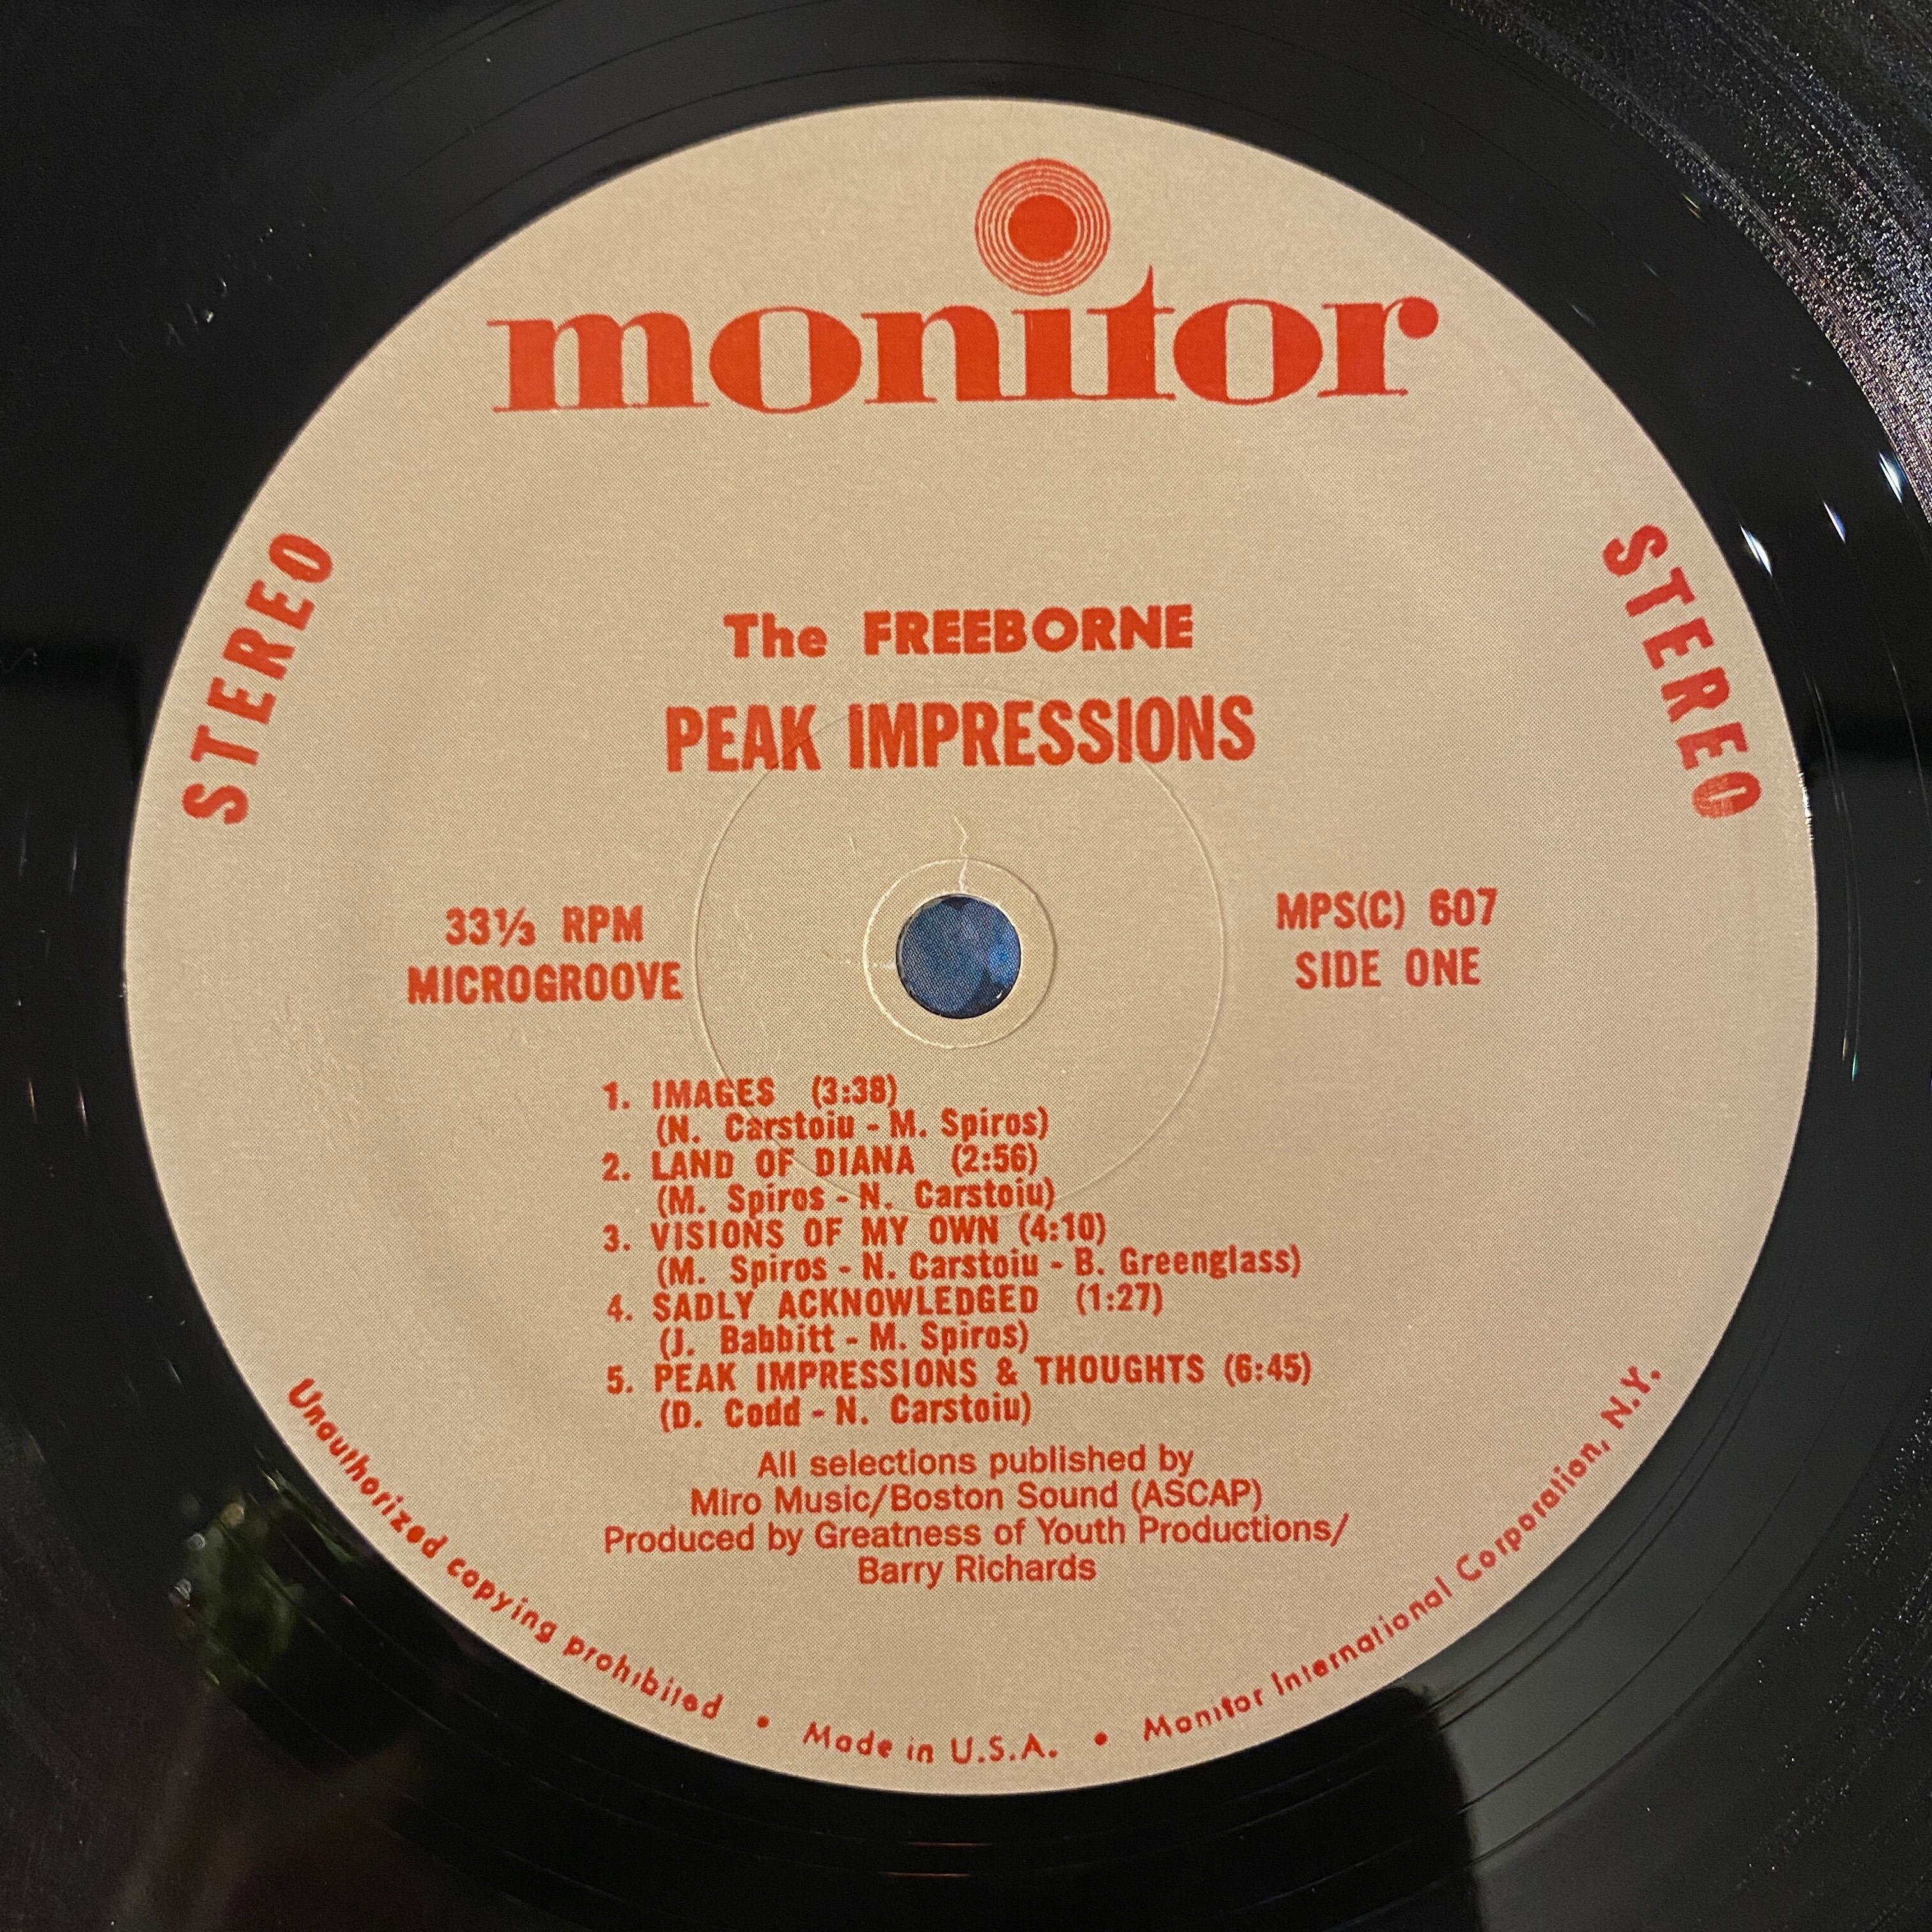 monitor
STEREO
STEREO
The FREEBORNE
PEAK IMPRESSIONS
33⅓ RPM
MICROGROOVE
MPS(C) 607
SIDE ONE
1. IMAGES (3:38)
(N. Carstoiu - M. Spiros)
2. LAND OF DIANA (2:56)
(M. Spiros - N. Carstoiu)
3. VISIONS OF MY OWN (4:10)
(M. Spiros - N. Carstoiu - B. Greenglass)
4. SADLY ACKNOWLEDGED (1:27)
(J. Babbitt - M. Spiros)
5. PEAK IMPRESSIONS & THOUGHTS (6:45)
(D. Codd - N. Carstoiu)
All selections published by
Miro Music/Boston Sound (ASCAP)
Produced by Greatness of Youth Productions/
Barry Richards
Unauthorized copying prohibited • Made in U.S.A. • Monitor International Corporation, N.Y.